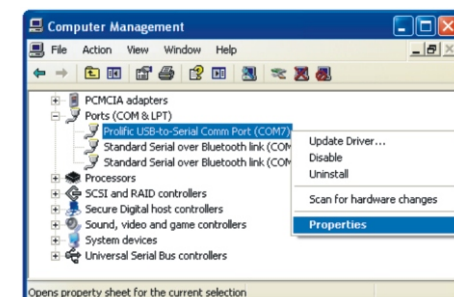 Computer Management
File Action View Window Help
PCMCIA adapters
Ports (COM & LPT)
Prolific USB-to-Serial Comm Port (COM7)
Standard Serial over Bluetooth link (COM
Standard Serial over Bluetooth link (COM
Processors
SCSI and RAID controllers
Secure Digital host controllers
Sound, video and game controllers
System devices
Universal Serial Bus controllers
Update Driver...
Disable
Uninstall
Scan for hardware changes
Properties
Opens property sheet for the current selection